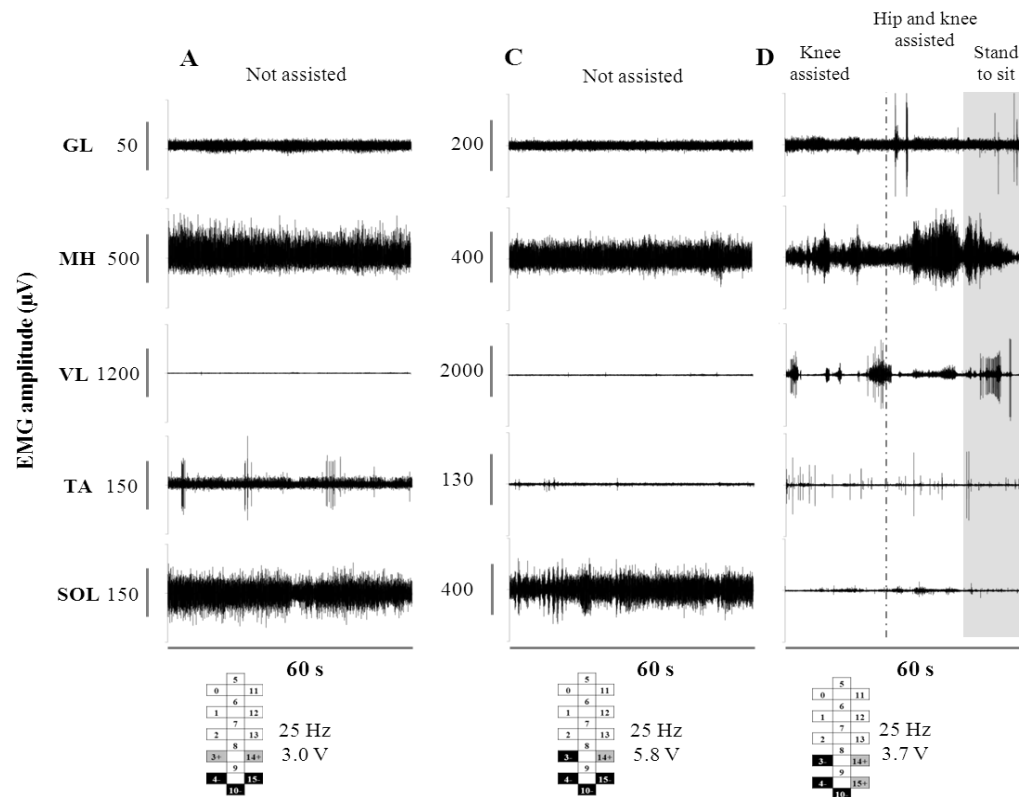 Hip and knee
assisted
A
C
D
Not assisted
Not assisted
Knee
assisted
Stand
to sit
EMG amplitude (µV)
GL 50
200
MH 500
400
VL 1200
2000
TA 150
130
SOL 150
400
60 s
60 s
60 s
5
0 11
6
1 12
7
2 13
8
3+ 14+
9
4- 15-
10-
25 Hz
3.0 V
5
0 11
6
1 12
7
2 13
8
3- 14+
9
4- 15-
10-
25 Hz
5.8 V
5
0 11
6
1 12
7
2 13
8
3- 14+
9
4- 15+
10-
25 Hz
3.7 V